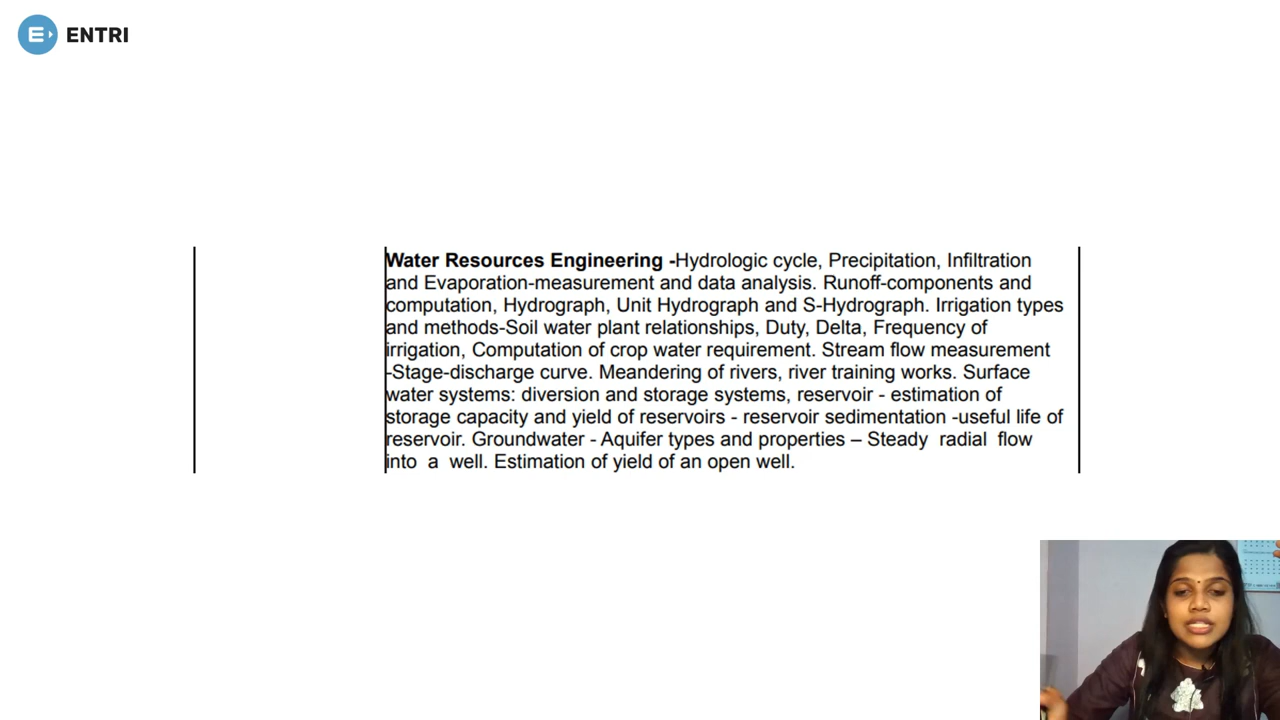 ENTRI
Water Resources Engineering -Hydrologic cycle, Precipitation, Infiltration
and Evaporation-measurement and data analysis. Runoff-components and
computation, Hydrograph, Unit Hydrograph and S-Hydrograph. Irrigation types
and methods-Soil water plant relationships, Duty, Delta, Frequency of
irrigation, Computation of crop water requirement. Stream flow measurement
-Stage-discharge curve. Meandering of rivers, river training works. Surface
water systems: diversion and storage systems, reservoir - estimation of
storage capacity and yield of reservoirs - reservoir sedimentation -useful life of
reservoir. Groundwater - Aquifer types and properties – Steady radial flow
into a well. Estimation of yield of an open well.